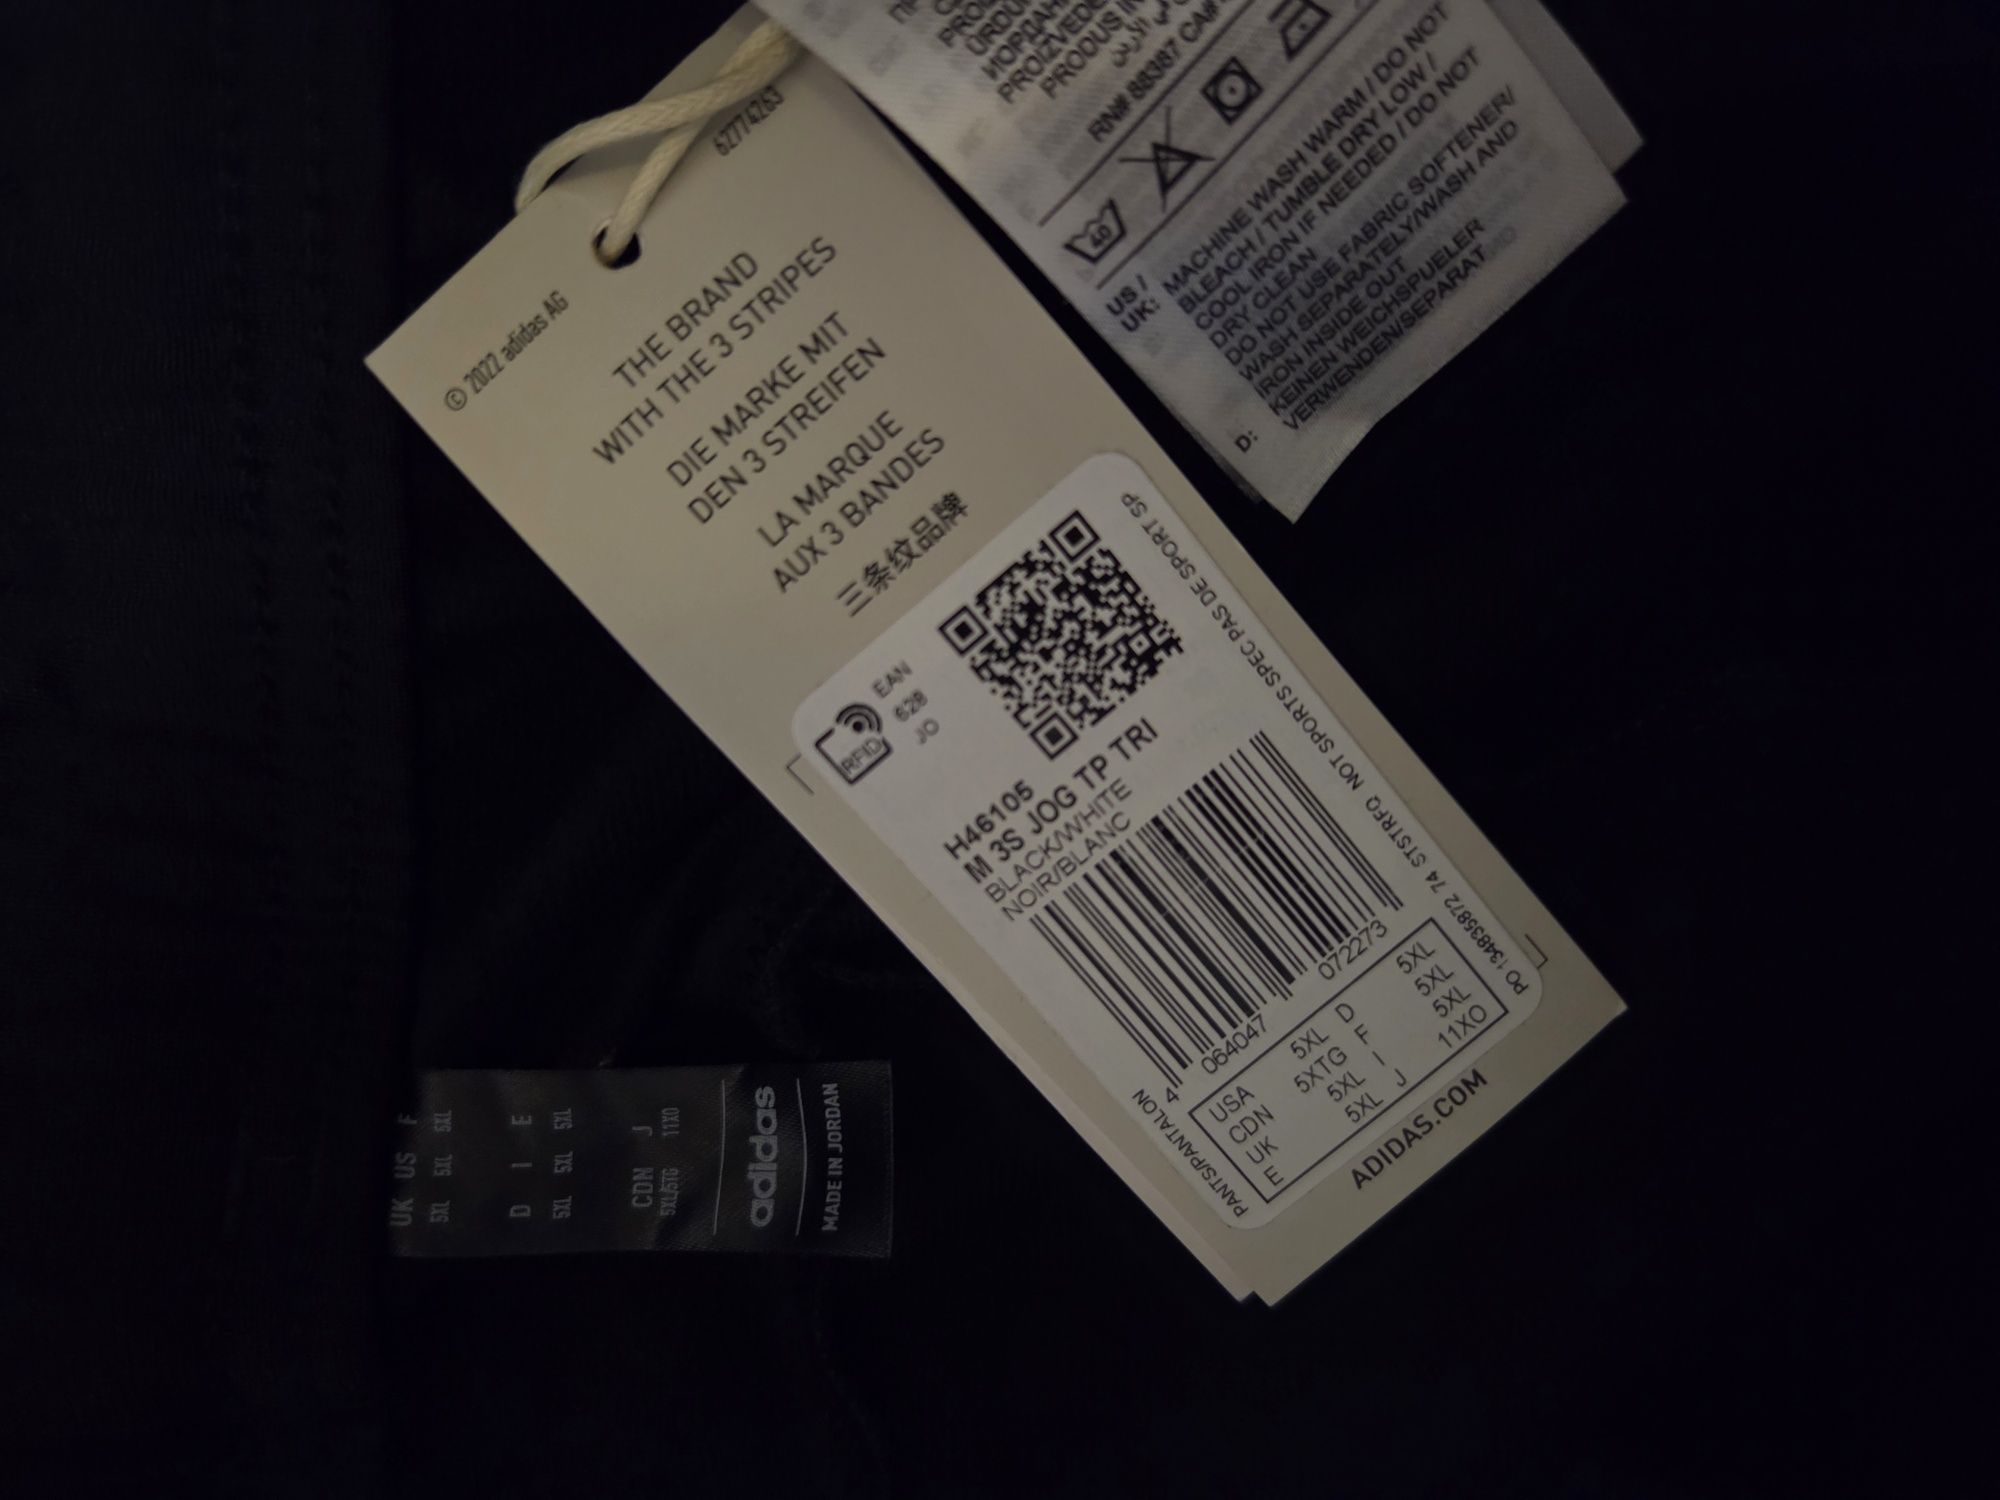 62774263
© 2022 adidas AG
THE BRAND
WITH THE 3 STRIPES
DIE MARKE MIT
DEN 3 STREIFEN
LA MARQUE
AUX 3 BANDES
三条纹品牌
RFID
EAN
628
JO
H46105
M 3S JOG TP TRI
BLACK/WHITE
NOIR/BLANC
4 064047 072273
PANTS/PANTALON
USA 5XL D 5XL
CDN 5XTG F 5XL
UK 5XL I 5XL
E 5XL J 11XO
PO 134835872 74 STSTRFQ NOT SPORTS SPEC PAS DE SPORT SP
ADIDAS.COM
RN# 88387 CA#
40
US / UK:
MACHINE WASH WARM / DO NOT
BLEACH / TUMBLE DRY LOW /
COOL IRON IF NEEDED / DO NOT
DRY CLEAN
DO NOT USE FABRIC SOFTENER/
WASH SEPARATELY/WASH AND
IRON INSIDE OUT
D: KEINEN WEICHSPUELER
VERWENDEN/SEPARAT
UK US F
5XL 5XL 5XL
D I E
5XL 5XL 5XL
CDN J
5XL/5TG 11XO
adidas
MADE IN JORDAN